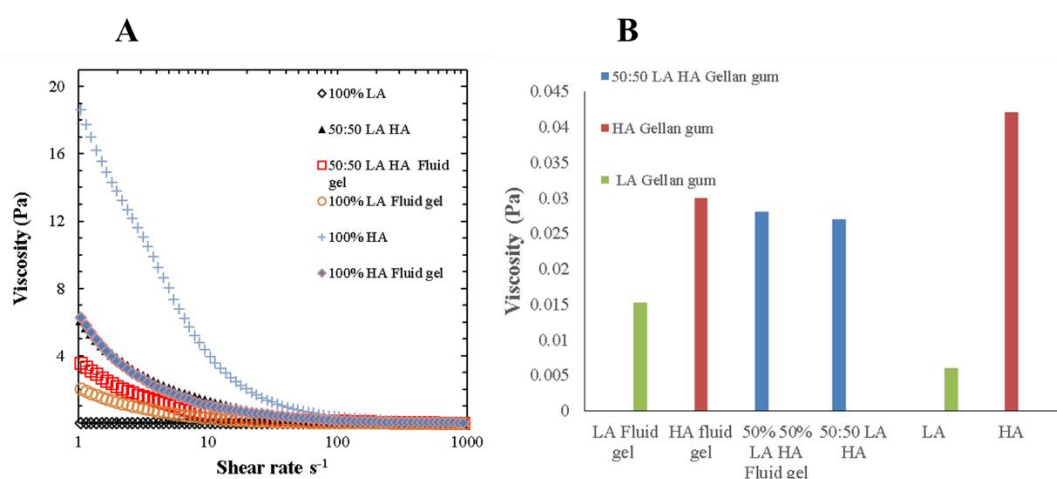 A
B
Viscosity (Pa)
20
16
12
8
4
1
10
100
1000
Shear rate s-1
100% LA
50:50 LA HA
50:50 LA HA Fluid
gel
100% LA Fluid gel
100% HA
100% HA Fluid gel
Viscosity (Pa)
0.045
0.04
0.035
0.03
0.025
0.02
0.015
0.01
0.005
0
50:50 LA HA Gellan gum
HA Gellan gum
LA Gellan gum
LA Fluid
gel
HA fluid
gel
50% 50%
LA HA
Fluid gel
50:50 LA
HA
LA
HA